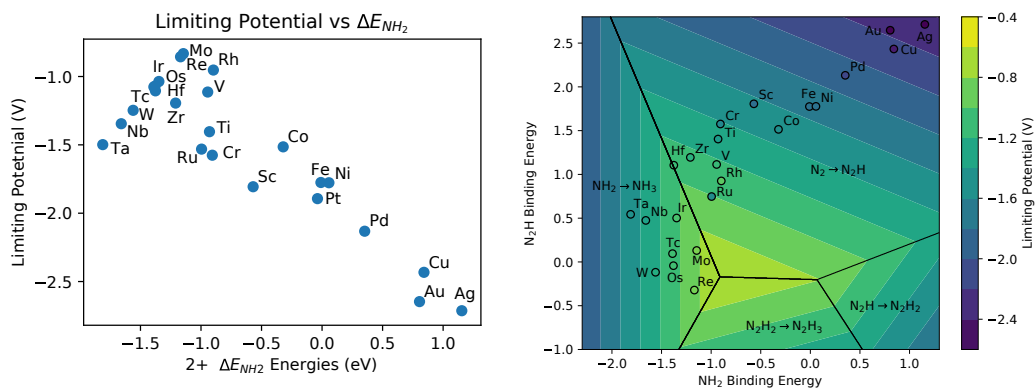 Limiting Potential vs ΔE_{NH₂}
Limiting Potetnial (V)
−1.0
−1.5
−2.0
−2.5
Mo
Re
Rh
Ir
Os
V
Tc
Hf
W
Zr
Nb
Ta
Ti
Ru
Cr
Co
Sc
Fe
Ni
Pt
Pd
Cu
Au
Ag
−1.5
−1.0
−0.5
0.0
0.5
1.0
2+ ΔE_{NH2} Energies (eV)
N₂H Binding Energy
2.5
2.0
1.5
1.0
0.5
0.0
−0.5
−1.0
Au
Ag
Cu
Pd
Sc
Fe
Ni
Cr
Co
Ti
Hf
Zr
V
N₂→N₂H
Rh
NH₂→NH₃
Ru
Ta
Nb
Ir
Tc
Mo
W
Os
Re
N₂H→N₂H₂
N₂H₂→N₂H₃
−2.0
−1.5
−1.0
−0.5
0.0
0.5
1.0
NH₂ Binding Energy
−0.4
−0.8
−1.2
−1.6
−2.0
−2.4
Limiting Potential (V)